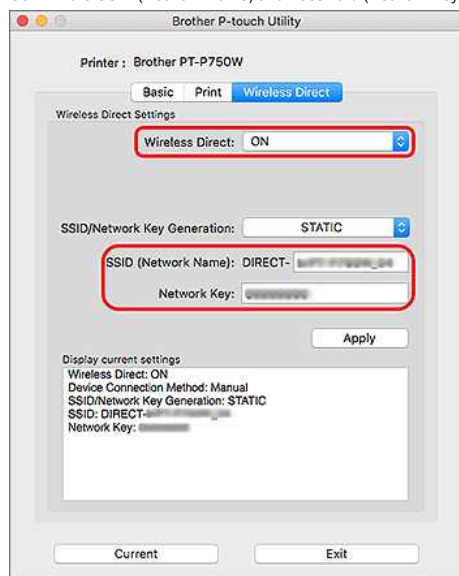 Brother P-touch Utility
Printer : Brother PT-P750W
Basic Print Wireless Direct
Wireless Direct Settings
Wireless Direct: ON
SSID/Network Key Generation: STATIC
SSID (Network Name): DIRECT-
Network Key:
Apply
Display current settings
Wireless Direct: ON
Device Connection Method: Manual
SSID/Network Key Generation: STATIC
SSID: DIRECT-
Network Key:
Current Exit